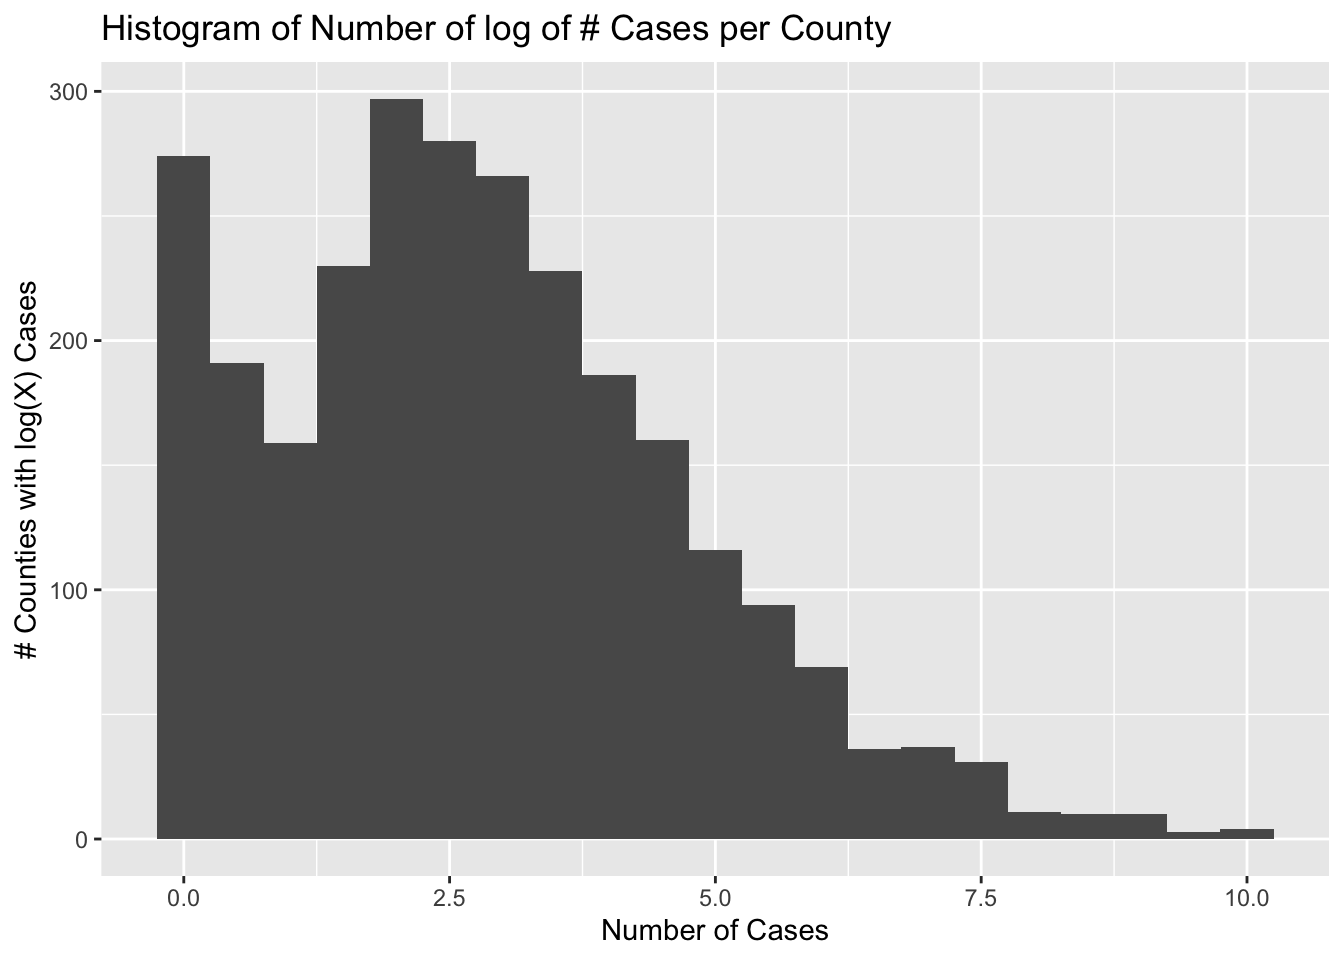 Histogram of Number of log of # Cases per County
# Counties with log(X) Cases
300
200
100
0
0.0 2.5 5.0 7.5 10.0
Number of Cases